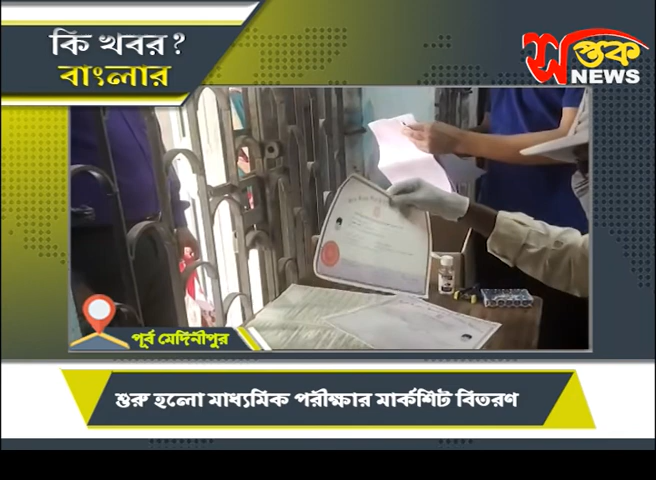 কি খবর?
বাংলার
সপ্তক
NEWS
পূর্ব মেদিনীপুর
শুরু হলো মাধ্যমিক পরীক্ষার মার্কশিট বিতরণ